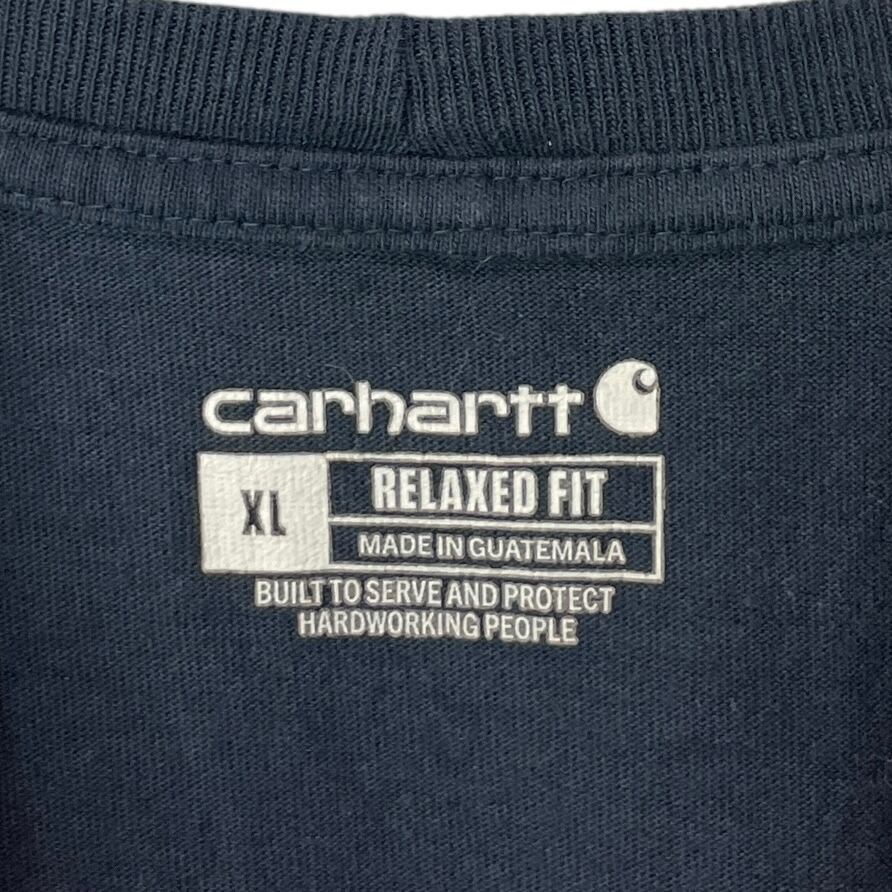 carhartt
XL
RELAXED FIT
MADE IN GUATEMALA
BUILT TO SERVE AND PROTECT
HARDWORKING PEOPLE